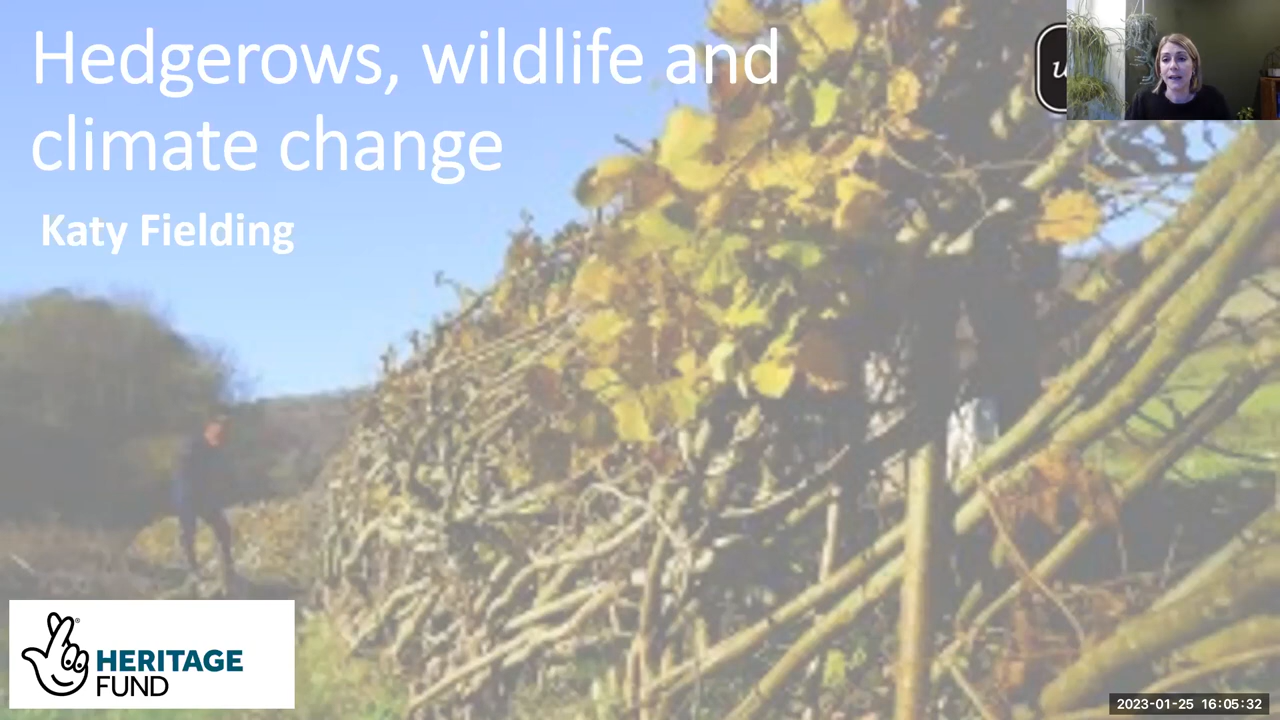 Hedgerows, wildlife and
climate change
Katy Fielding
HERITAGE
FUND
2023-01-25 16:05:32